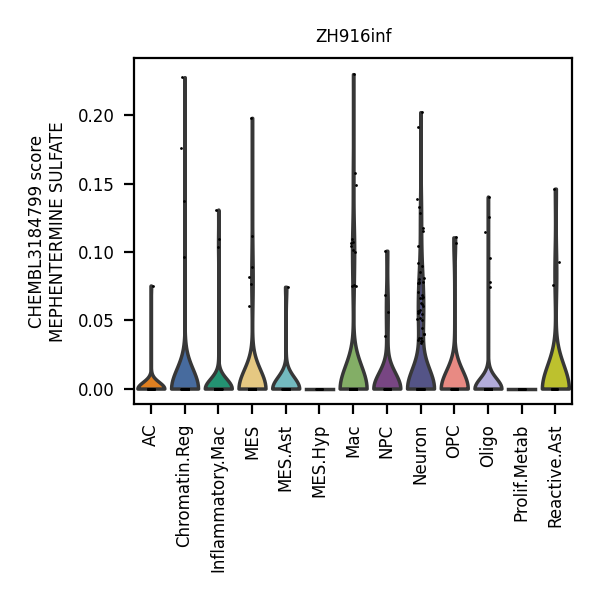 ZH916inf
CHEMBL3184799 score
MEPHENTERMINE SULFATE
0.20
0.15
0.10
0.05
0.00
AC
Chromatin.Reg
Inflammatory.Mac
MES
MES.Ast
MES.Hyp
Mac
NPC
Neuron
OPC
Oligo
Prolif.Metab
Reactive.Ast